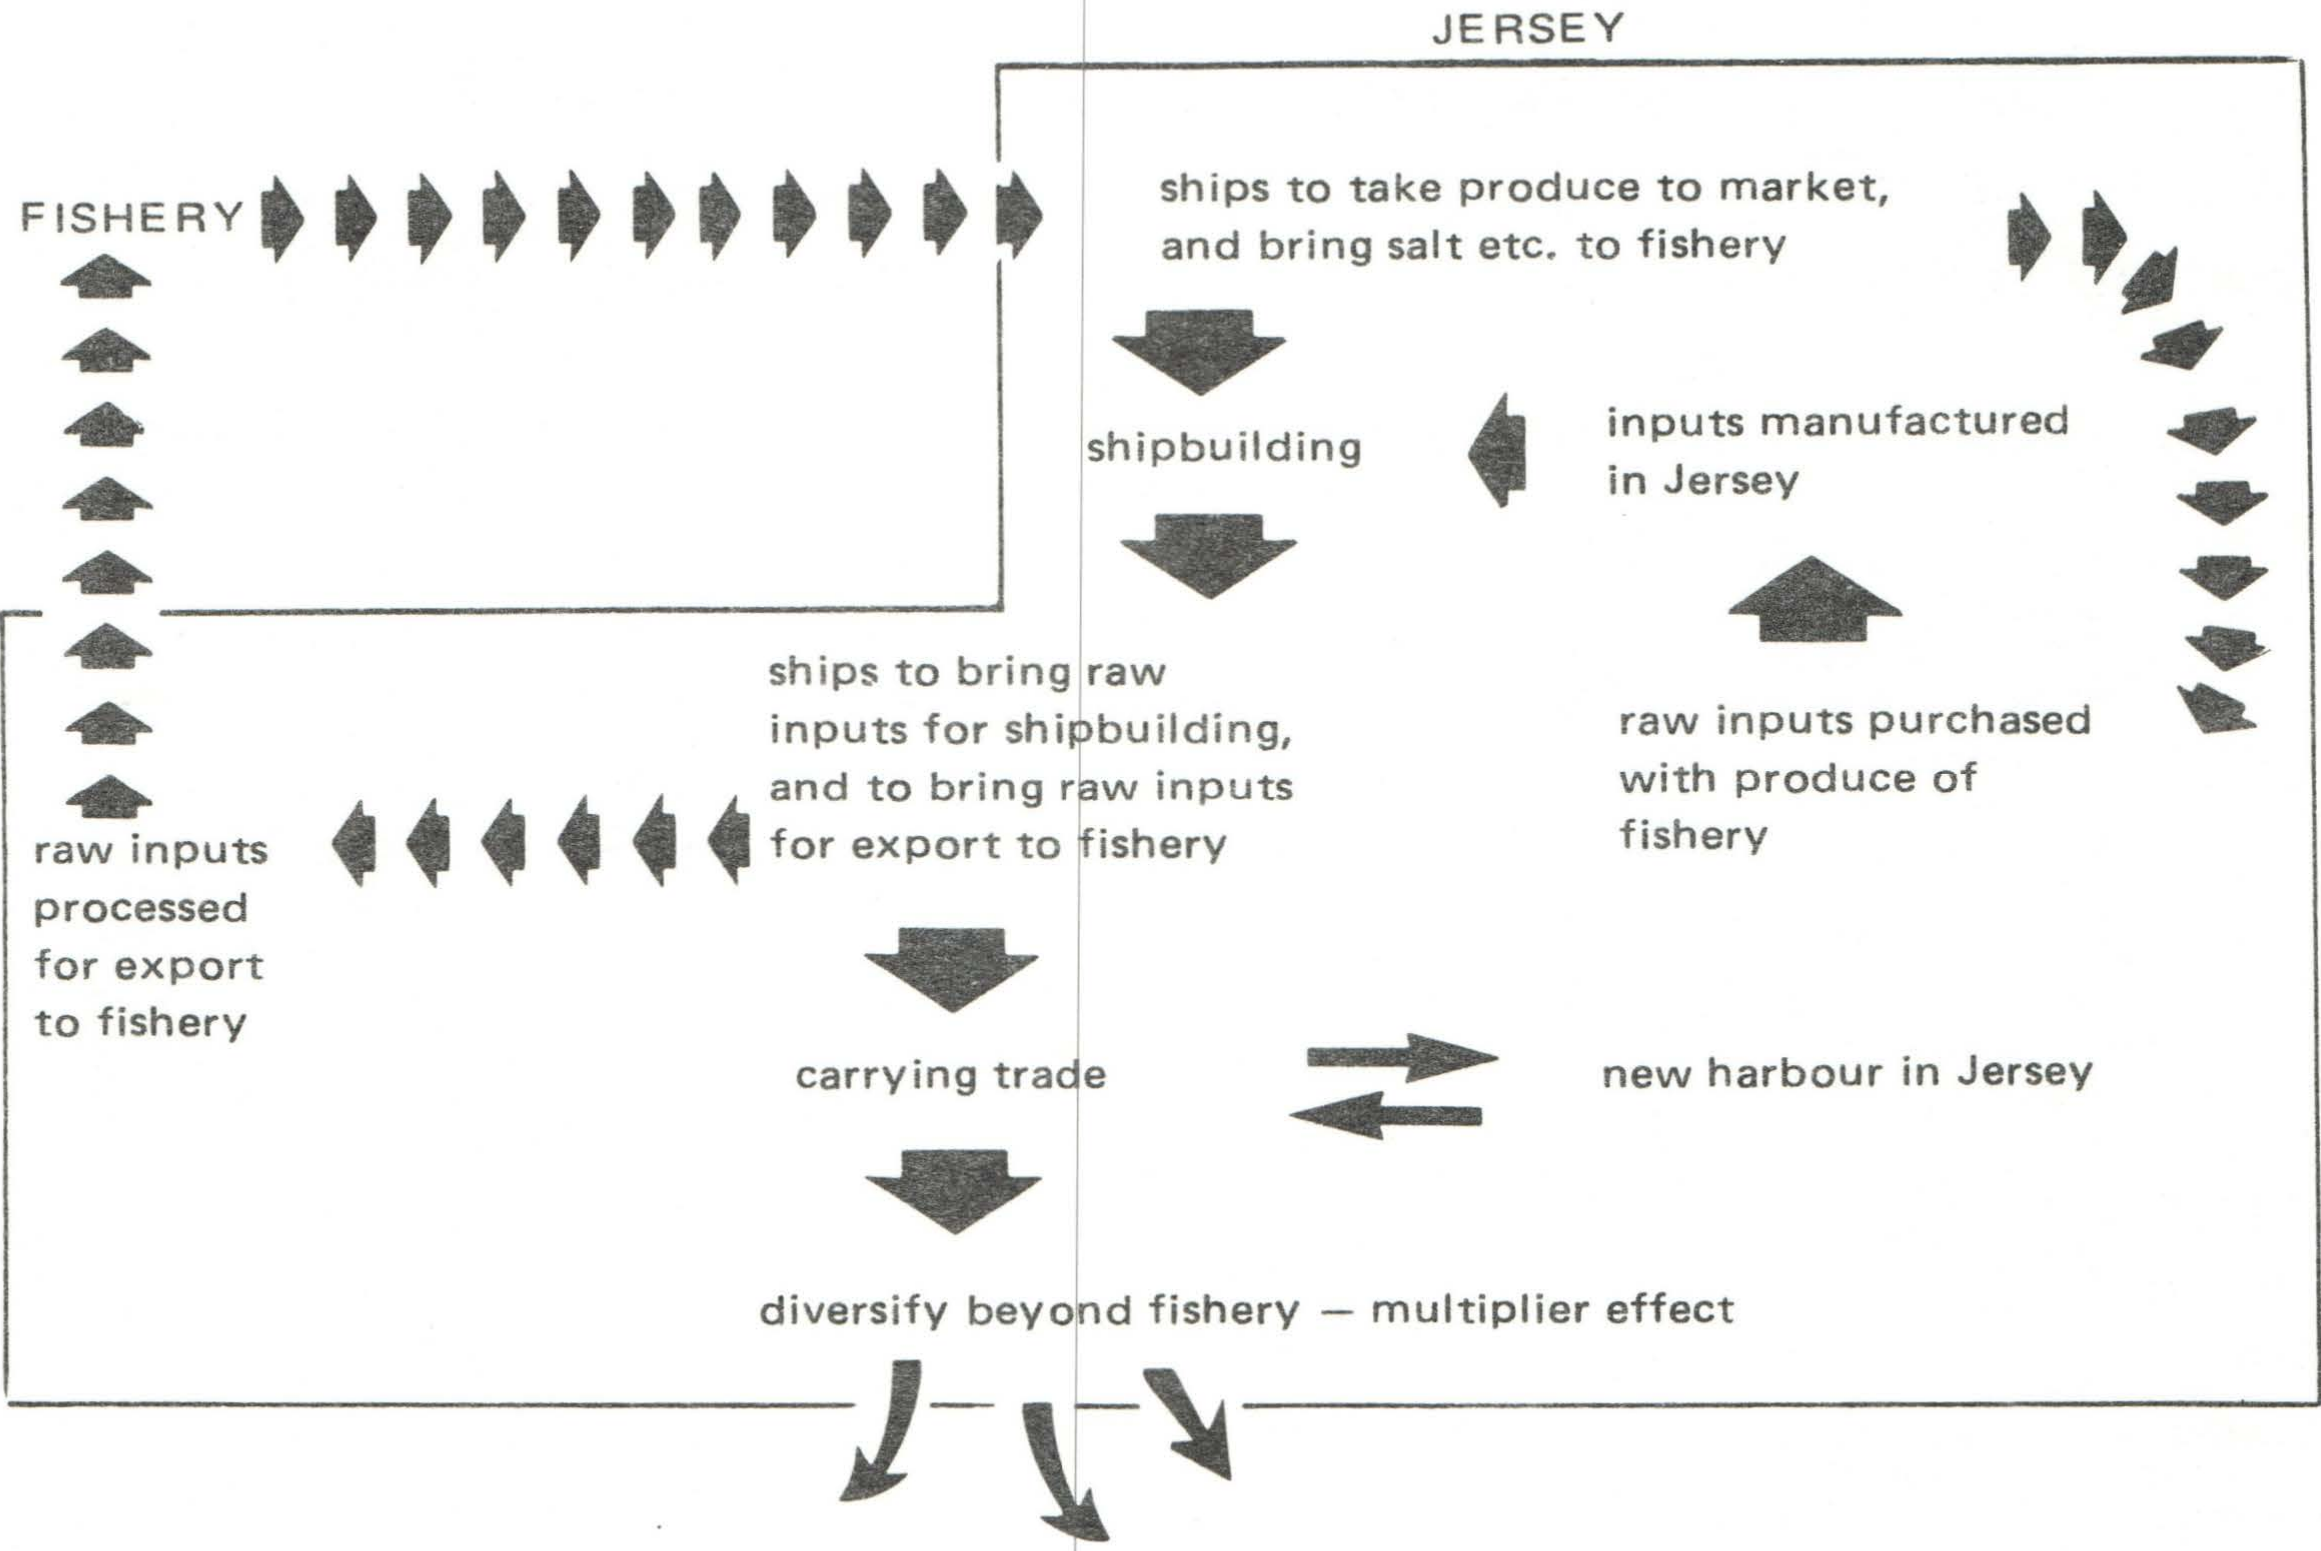 JERSEY
FISHERY
ships to take produce to market,
and bring salt etc. to fishery
shipbuilding
inputs manufactured
in Jersey
ships to bring raw
inputs for shipbuilding,
and to bring raw inputs
for export to fishery
raw inputs purchased
with produce of
fishery
raw inputs
processed
for export
to fishery
carrying trade
new harbour in Jersey
diversify beyond fishery — multiplier effect